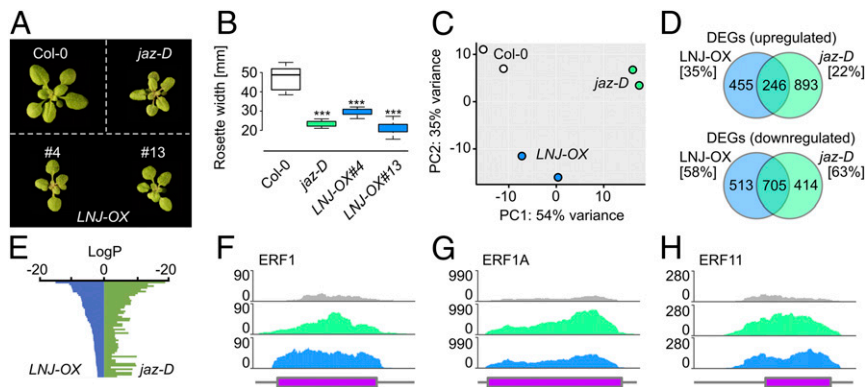 A
Col-0
jaz-D
#4
#13
LNJ-OX
B
Rosette width [mm]
50
40
30
20
***
***
***
Col-0
jaz-D
LNJ-OX#4
LNJ-OX#13
C
PC2: 35% variance
10
0
-10
Col-0
jaz-D
LNJ-OX
-10
0
10
PC1: 54% variance
D
DEGs (upregulated)
LNJ-OX
[35%]
jaz-D
[22%]
455 246 893
DEGs (downregulated)
LNJ-OX
[58%]
jaz-D
[63%]
513 705 414
E
LogP
-20 0 -20
LNJ-OX
jaz-D
F
ERF1
90
0
90
0
90
0
G
ERF1A
990
0
990
0
990
0
H
ERF11
280
0
280
0
280
0